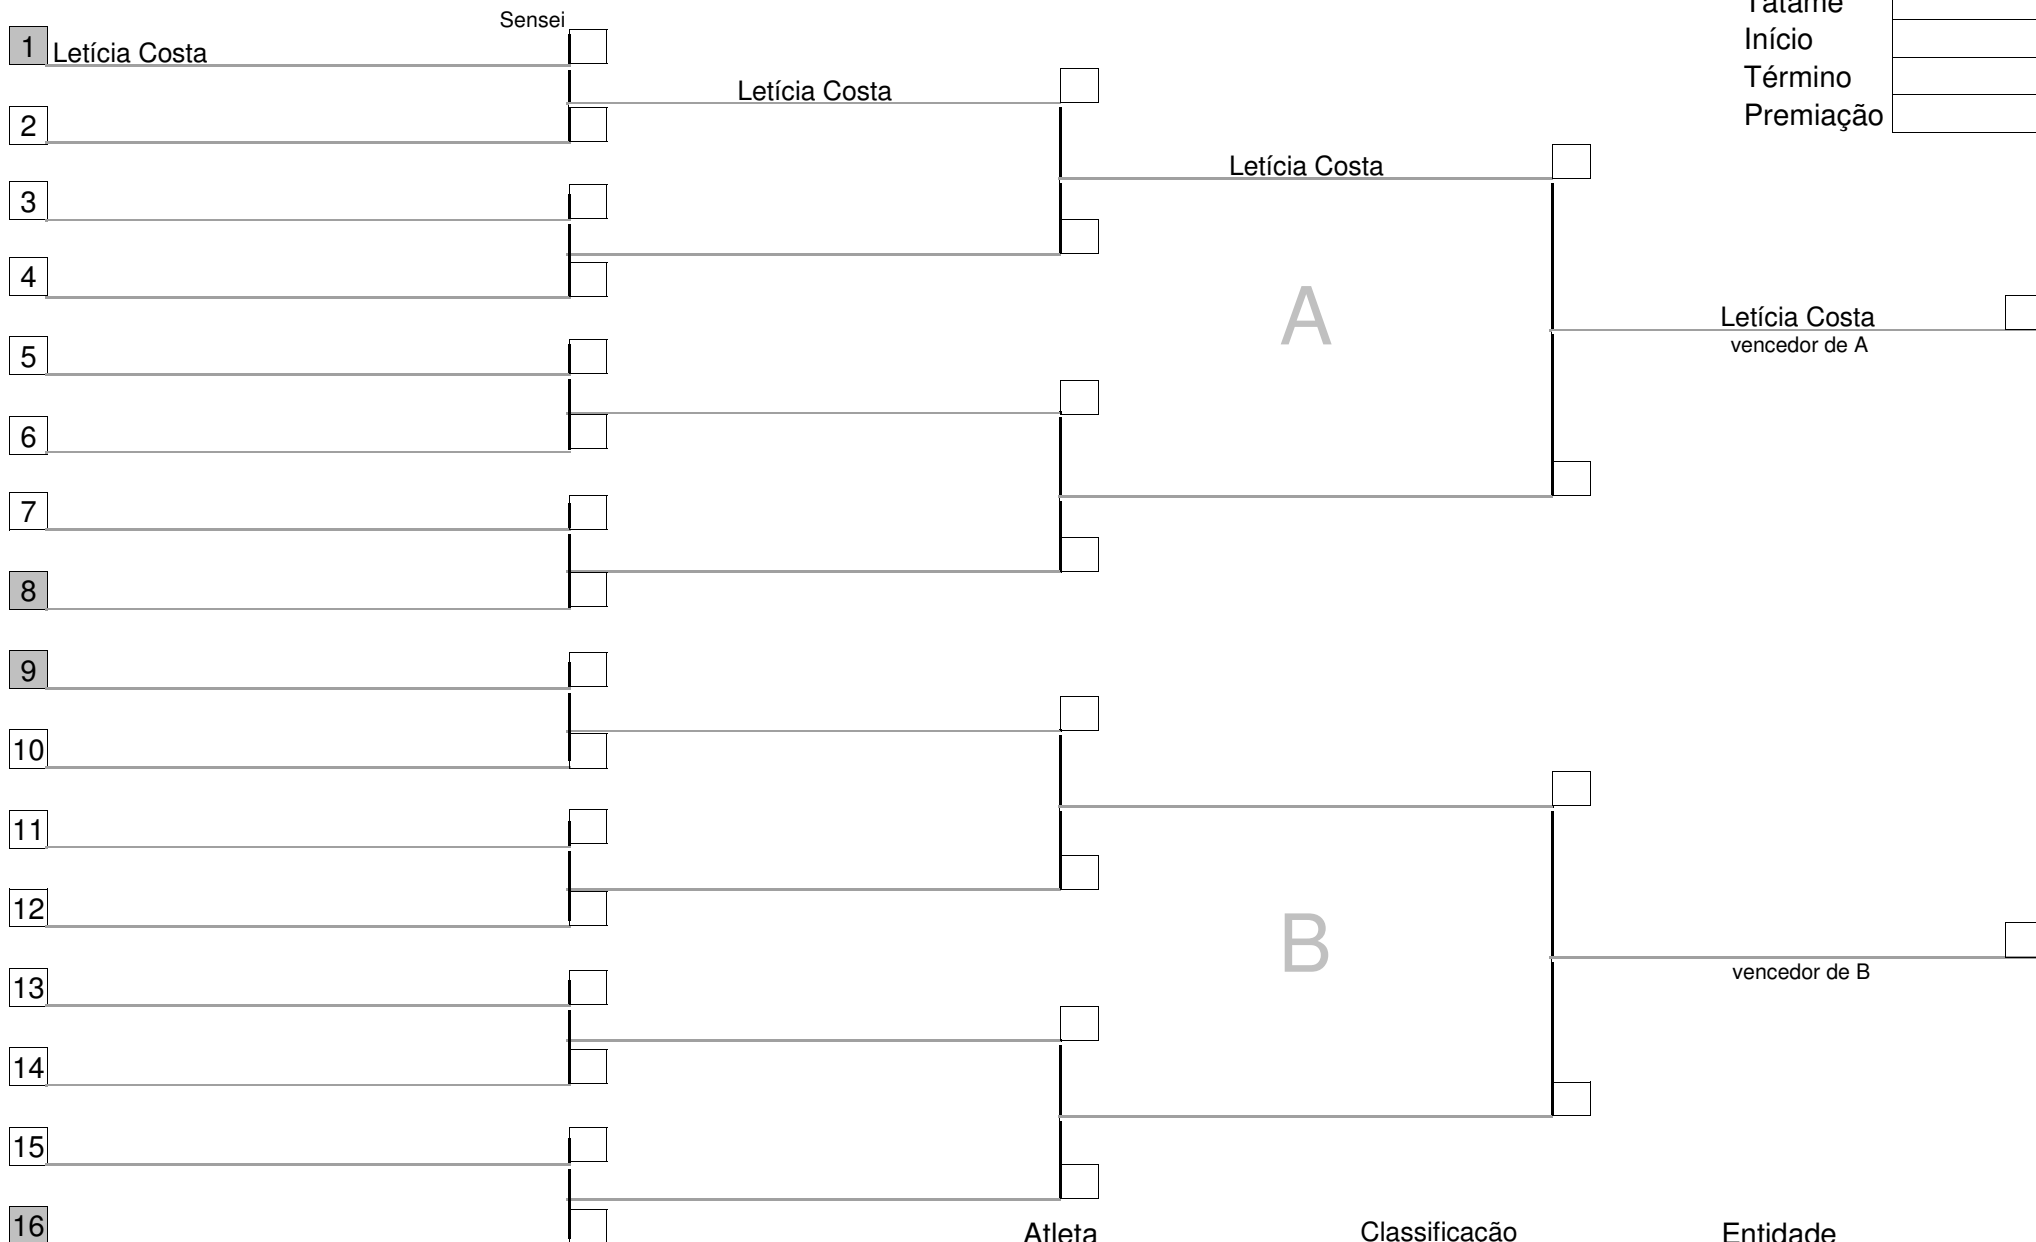 Sensei
Tatame
1 Letícia Costa
Início
Letícia Costa
Término
2
Premiação
Letícia Costa
3
4
A
Letícia Costa
5
vencedor de A
6
7
8
9
10
11
12
B
13
vencedor de B
14
15
16
Atleta Classificação Entidade